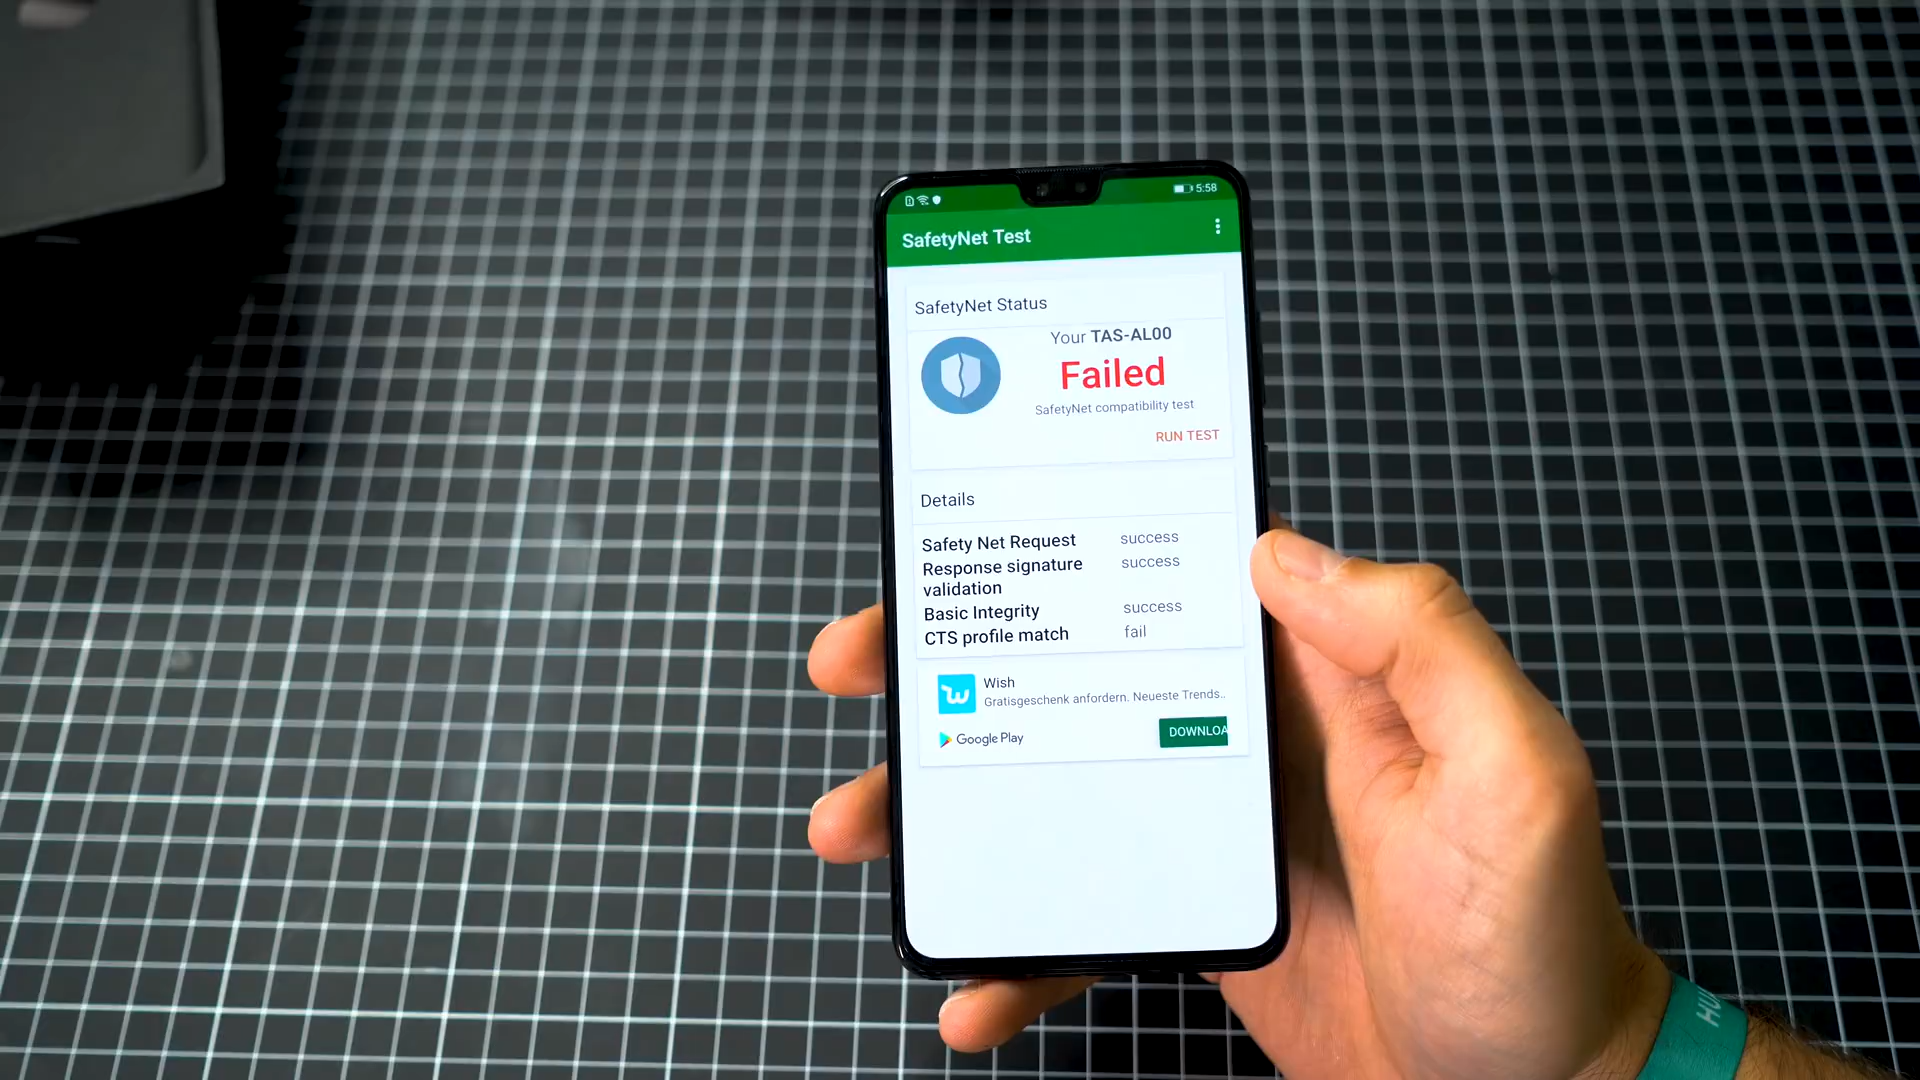 5:58
SafetyNet Test
SafetyNet Status
Your TAS-AL00
Failed
SafetyNet compatibility test
RUN TEST
Details
Safety Net Request success
Response signature validation success
Basic Integrity success
CTS profile match fail
Wish
Gratisgeschenk anfordern. Neueste Trends..
Google Play
DOWNLOA